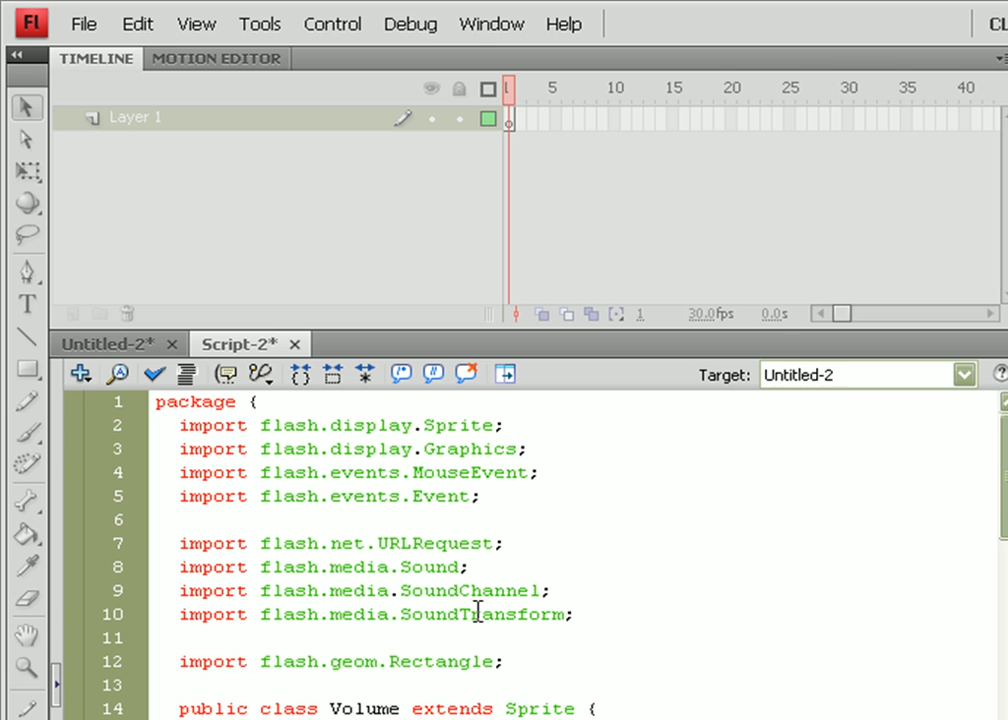 Fl File Edit View Tools Control Debug Window Help CL
TIMELINE MOTION EDITOR
1 5 10 15 20 25 30 35 40
Layer 1
1 30.0fps 0.0s
Untitled-2* Script-2*
Target: Untitled-2
1 package {
2 import flash.display.Sprite;
3 import flash.display.Graphics;
4 import flash.events.MouseEvent;
5 import flash.events.Event;
6
7 import flash.net.URLRequest;
8 import flash.media.Sound;
9 import flash.media.SoundChannel;
10 import flash.media.SoundTransform;
11
12 import flash.geom.Rectangle;
13
14 public class Volume extends Sprite {